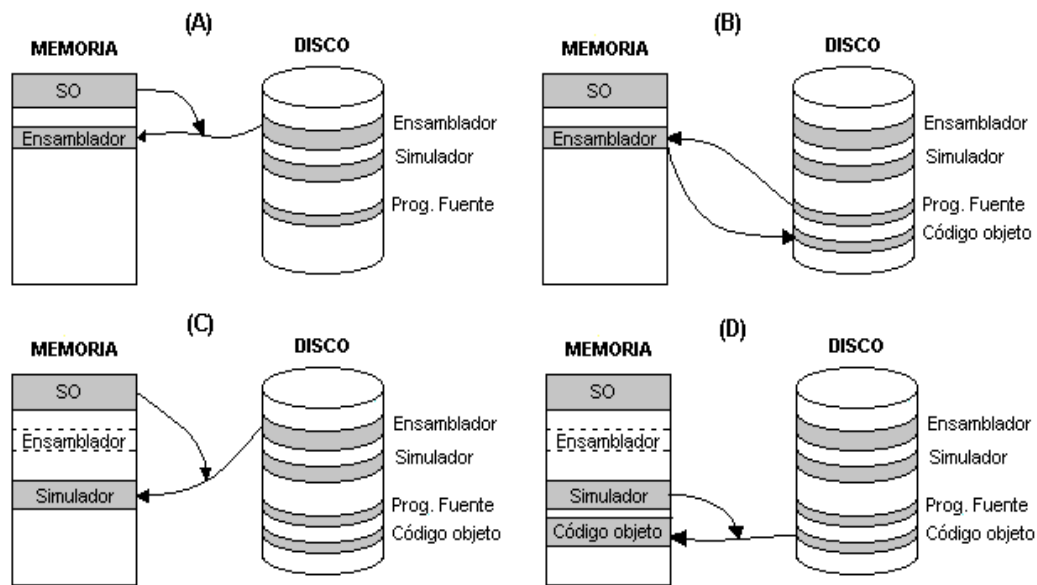 (A)
MEMORIA
DISCO
SO
Ensamblador
Ensamblador
Simulador
Prog. Fuente
(B)
MEMORIA
DISCO
SO
Ensamblador
Ensamblador
Simulador
Prog. Fuente
Código objeto
(C)
MEMORIA
DISCO
SO
Ensamblador
Simulador
Ensamblador
Simulador
Prog. Fuente
Código objeto
(D)
MEMORIA
DISCO
SO
Ensamblador
Simulador
Código objeto
Ensamblador
Simulador
Prog. Fuente
Código objeto